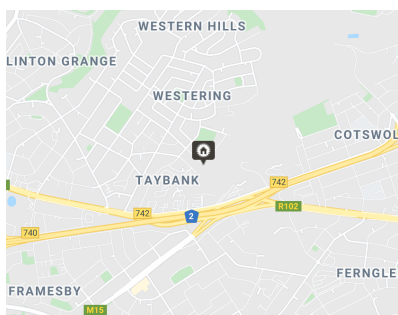 WESTERN HILLS
LINTON GRANGE
WESTERING
COTSWOL
TAYBANK
742
R102
742
2
740
FERNGLE
FRAMESBY
M15